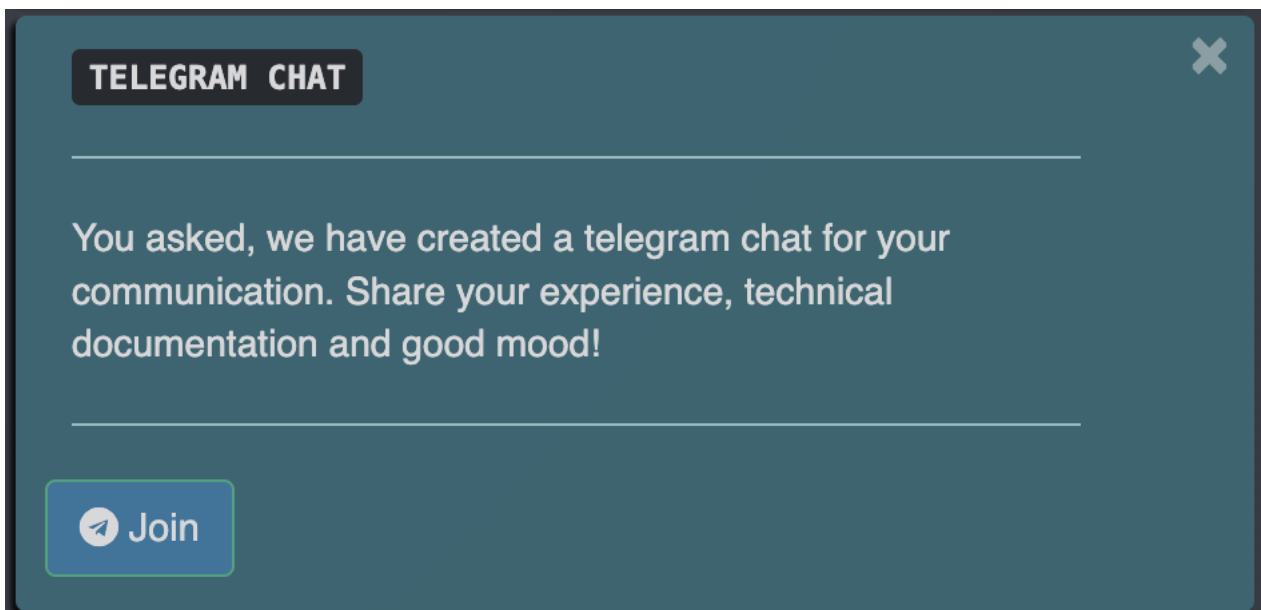 TELEGRAM CHAT
You asked, we have created a telegram chat for your
communication. Share your experience, technical
documentation and good mood!
Join